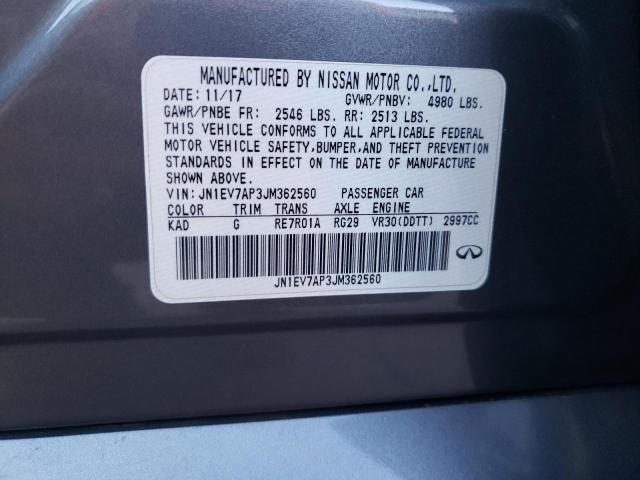 MANUFACTURED BY NISSAN MOTOR CO.,LTD.
DATE: 11/17 GVWR/PNBV: 4980 LBS.
GAWR/PNBE FR: 2546 LBS. RR: 2513 LBS.
THIS VEHICLE CONFORMS TO ALL APPLICABLE FEDERAL
MOTOR VEHICLE SAFETY,BUMPER,AND THEFT PREVENTION
STANDARDS IN EFFECT ON THE DATE OF MANUFACTURE
SHOWN ABOVE.
VIN:JN1EV7AP3JM362560 PASSENGER CAR
COLOR TRIM TRANS AXLE ENGINE
KAD G RE7R01A RG29 VR30(DDTT) 2997CC
JN1EV7AP3JM362560